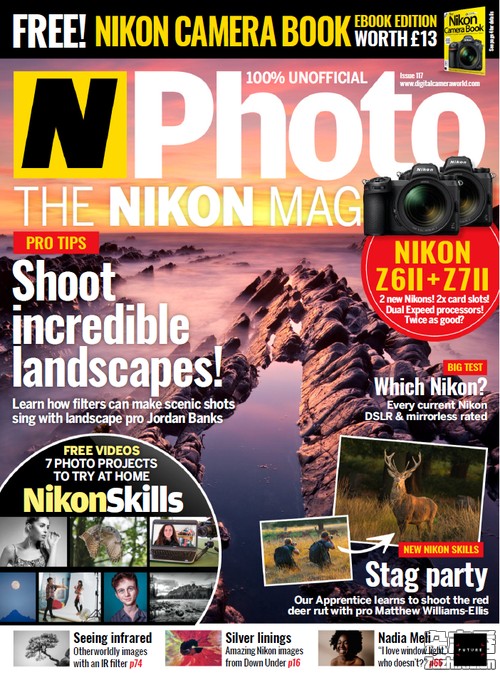 FREE! NIKON CAMERA BOOK
EBOOK EDITION
WORTH £13
Nikon
Camera Book
N Photo
100% UNOFFICIAL
Issue 117
www.digitalcameraworld.com
THE NIKON MAG
PRO TIPS
Shoot
incredible
landscapes!
Learn how filters can make scenic shots
sing with landscape pro Jordan Banks
Nikon
Nikon
NIKON
Z6II+Z7II
2 new Nikons! 2x card slots!
Dual Expeed processors!
Twice as good?
BIG TEST
Which Nikon?
Every current Nikon
DSLR & mirrorless rated
FREE VIDEOS
7 PHOTO PROJECTS
TO TRY AT HOME
NikonSkills
NEW NIKON SKILLS
Stag party
Our Apprentice learns to shoot the red
deer rut with pro Matthew Williams-Ellis
Seeing infrared
Otherworldly images
with an IR filter p74
Silver linings
Amazing Nikon images
from Down Under p16
Nadia Meli
"I love window light,
who doesn't?? p66
FUTURE